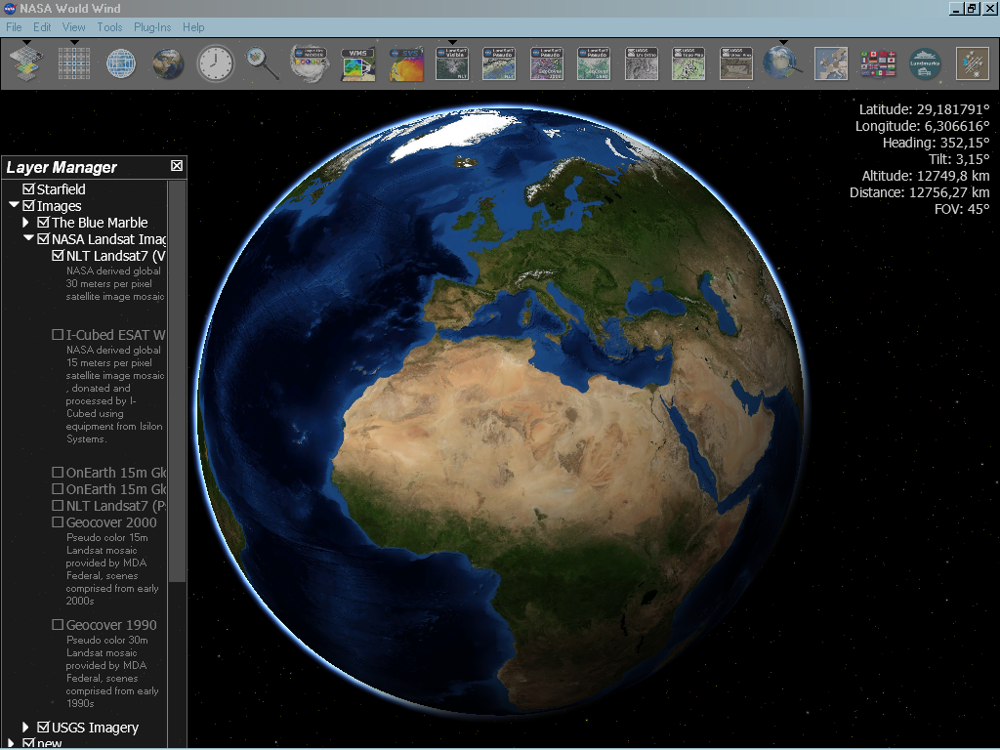 NASA World Wind
File Edit View Tools Plug-Ins Help
WMS
SVS
Landmarks
Latitude: 29,181791°
Longitude: 6,306616°
Heading: 352,15°
Tilt: 3,15°
Altitude: 12749,8 km
Distance: 12756,27 km
FOV: 45°
Layer Manager
Starfield
Images
The Blue Marble
NASA Landsat Imag
NLT Landsat7 (V
NASA derived global
30 meters per pixel
satellite image mosaic
I-Cubed ESAT W
NASA derived global
15 meters per pixel
satellite image mosaic
, donated and
processed by I-
Cubed using
equipment from Isilon
Systems.
OnEarth 15m Glo
OnEarth 15m Glo
NLT Landsat7 (Ps
Geocover 2000
Pseudo color 15m
Landsat mosaic
provided by MDA
Federal, scenes
comprised from early
2000s
Geocover 1990
Pseudo color 30m
Landsat mosaic
provided by MDA
Federal, scenes
comprised from early
1990s
USGS Imagery
new